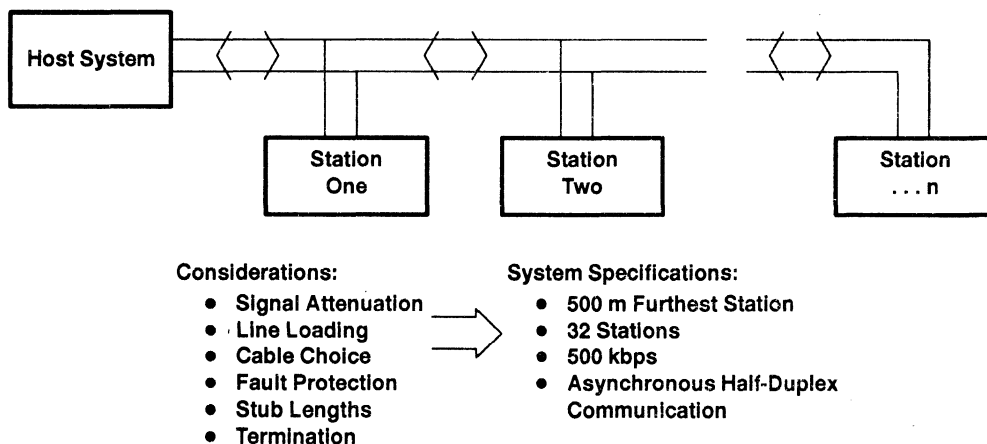 Host System
Station
One
Station
Two
Station
. . . n
Considerations:
● Signal Attenuation
● Line Loading
● Cable Choice
● Fault Protection
● Stub Lengths
● Termination
System Specifications:
● 500 m Furthest Station
● 32 Stations
● 500 kbps
● Asynchronous Half-Duplex
Communication